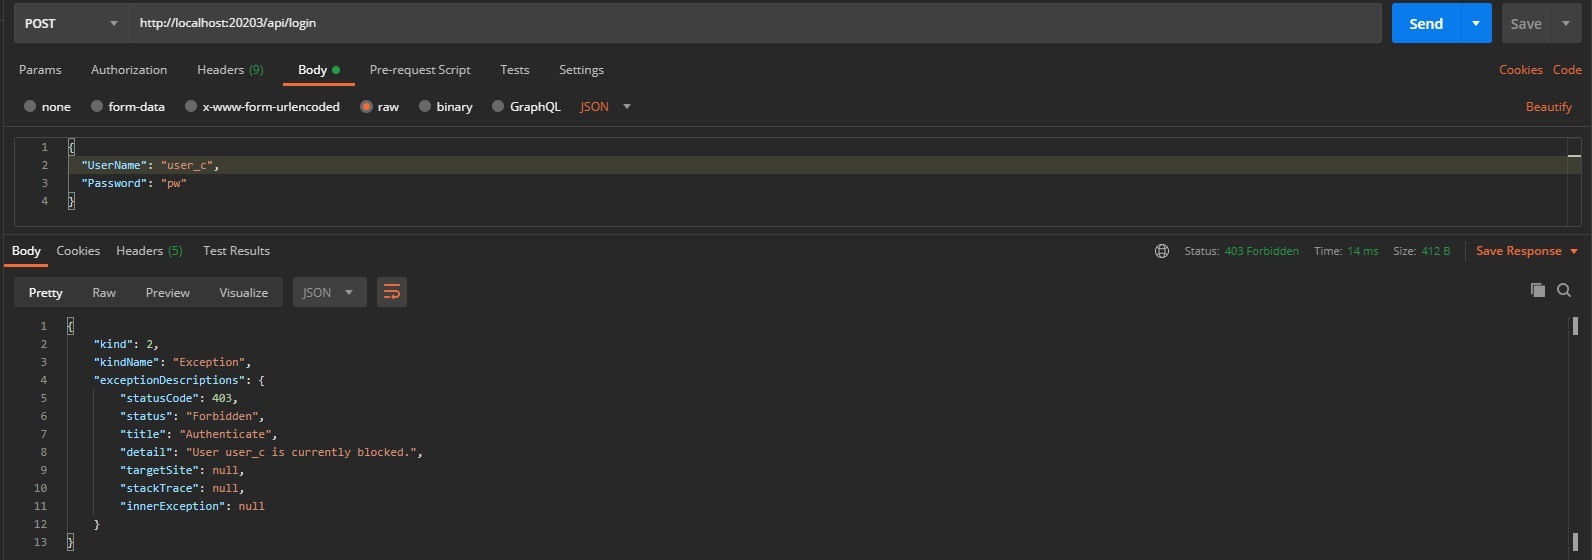 POST http://localhost:20203/api/login Send Save
Params Authorization Headers (9) Body Pre-request Script Tests Settings Cookies Code
none form-data x-www-form-urlencoded raw binary GraphQL JSON Beautify
1 {
2 "UserName": "user_c",
3 "Password": "pw"
4 }
Body Cookies Headers (5) Test Results Status: 403 Forbidden Time: 14 ms Size: 412 B Save Response
Pretty Raw Preview Visualize JSON
1 {
2 "kind": 2,
3 "kindName": "Exception",
4 "exceptionDescriptions": {
5 "statusCode": 403,
6 "status": "Forbidden",
7 "title": "Authenticate",
8 "detail": "User user_c is currently blocked.",
9 "targetSite": null,
10 "stackTrace": null,
11 "innerException": null
12 }
13 }